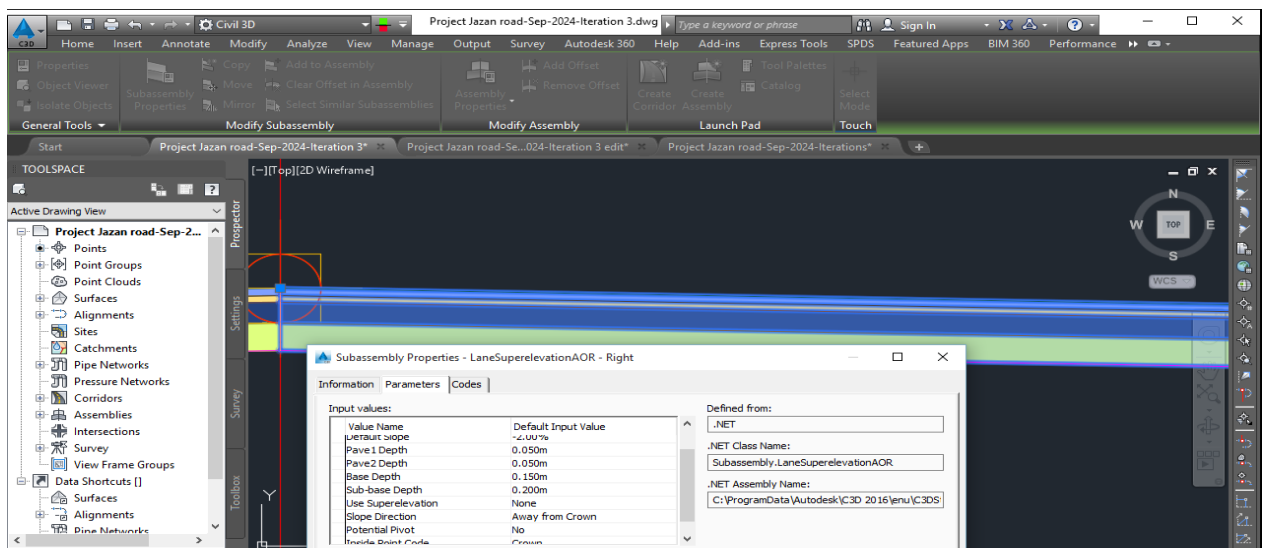 Civil 3D
Project Jazan road-Sep-2024-Iteration 3.dwg
Type a keyword or phrase
Sign In
C3D
Home Insert Annotate Modify Analyze View Manage Output Survey Autodesk 360 Help Add-ins Express Tools SPDS Featured Apps BIM 360 Performance
Properties
Object Viewer
Isolate Objects
Subassembly Properties
Copy
Move
Mirror
Add to Assembly
Clear Offset in Assembly
Select Similar Subassemblies
Assembly Properties
Add Offset
Remove Offset
Create Corridor
Create Assembly
Tool Palettes
Catalog
Select Mode
General Tools
Modify Subassembly
Modify Assembly
Launch Pad
Touch
Start
Project Jazan road-Sep-2024-Iteration 3*
Project Jazan road-Se...024-Iteration 3 edit*
Project Jazan road-Sep-2024-Iterations*
TOOLSPACE
Active Drawing View
Project Jazan road-Sep-2...
Points
Point Groups
Point Clouds
Surfaces
Alignments
Sites
Catchments
Pipe Networks
Pressure Networks
Corridors
Assemblies
Intersections
Survey
View Frame Groups
Data Shortcuts []
Surfaces
Alignments
Pipe Networks
Prospector
Settings
Survey
Toolbox
[−][Top][2D Wireframe]
N
W TOP E
S
WCS
Y
Subassembly Properties - LaneSuperelevationAOR - Right
Information Parameters Codes
Input values:
Value Name Default Input Value
Default Slope -2.00%
Pave1 Depth 0.050m
Pave2 Depth 0.050m
Base Depth 0.150m
Sub-base Depth 0.200m
Use Superelevation None
Slope Direction Away from Crown
Potential Pivot No
Inside Point Code Crown
Defined from:
.NET
.NET Class Name:
Subassembly.LaneSuperelevationAOR
.NET Assembly Name:
C:\ProgramData\Autodesk\C3D 2016\enu\C3DS